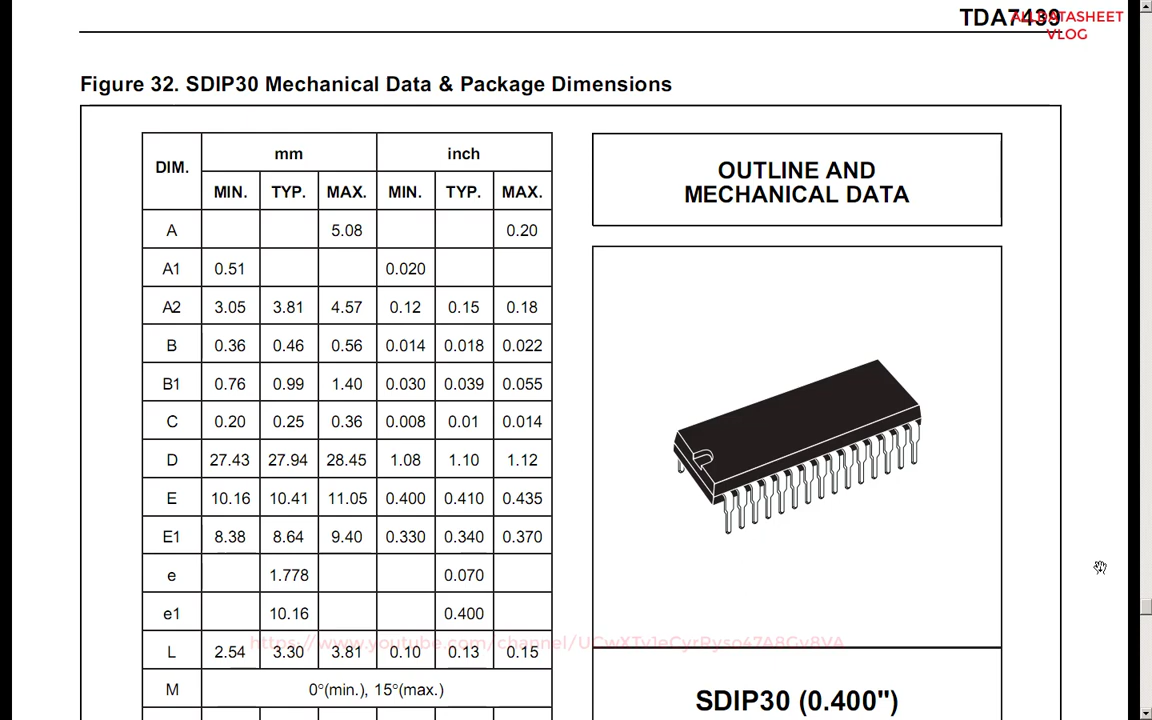 TDA7439
ALLDATASHEET
VLOG
Figure 32. SDIP30 Mechanical Data & Package Dimensions
DIM. mm inch
MIN. TYP. MAX. MIN. TYP. MAX.
A 5.08 0.20
A1 0.51 0.020
A2 3.05 3.81 4.57 0.12 0.15 0.18
B 0.36 0.46 0.56 0.014 0.018 0.022
B1 0.76 0.99 1.40 0.030 0.039 0.055
C 0.20 0.25 0.36 0.008 0.01 0.014
D 27.43 27.94 28.45 1.08 1.10 1.12
E 10.16 10.41 11.05 0.400 0.410 0.435
E1 8.38 8.64 9.40 0.330 0.340 0.370
e 1.778 0.070
e1 10.16 0.400
L 2.54 3.30 3.81 0.10 0.13 0.15
M 0°(min.), 15°(max.)
OUTLINE AND
MECHANICAL DATA
SDIP30 (0.400")